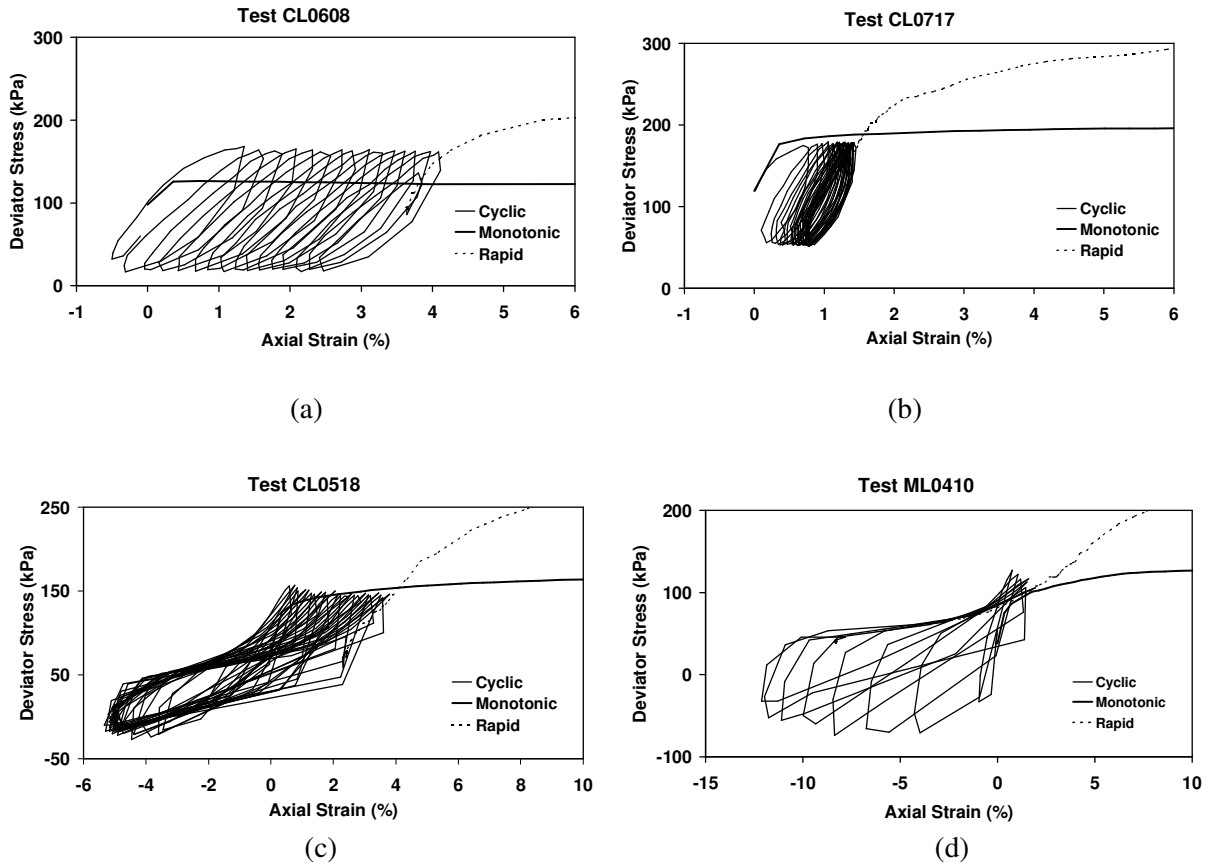 Test CL0608
Deviator Stress (kPa)
300
200
100
0
-1 0 1 2 3 4 5 6
Axial Strain (%)
Cyclic
Monotonic
Rapid
(a)
Test CL0717
Deviator Stress (kPa)
300
200
100
0
-1 0 1 2 3 4 5 6
Axial Strain (%)
Cyclic
Monotonic
Rapid
(b)
Test CL0518
Deviator Stress (kPa)
250
150
50
-50
-6 -4 -2 0 2 4 6 8 10
Axial Strain (%)
Cyclic
Monotonic
Rapid
(c)
Test ML0410
Deviator Stress (kPa)
200
100
0
-100
-15 -10 -5 0 5 10
Axial Strain (%)
Cyclic
Monotonic
Rapid
(d)